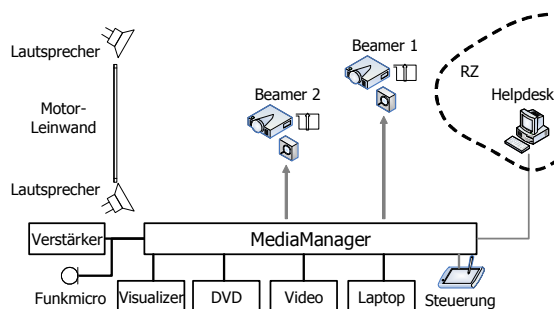 Lautsprecher
Beamer 1
RZ
Helpdesk
Beamer 2
Motor-
Leinwand
Lautsprecher
Verstärker
MediaManager
Funkmicro
Visualizer
DVD
Video
Laptop
Steuerung